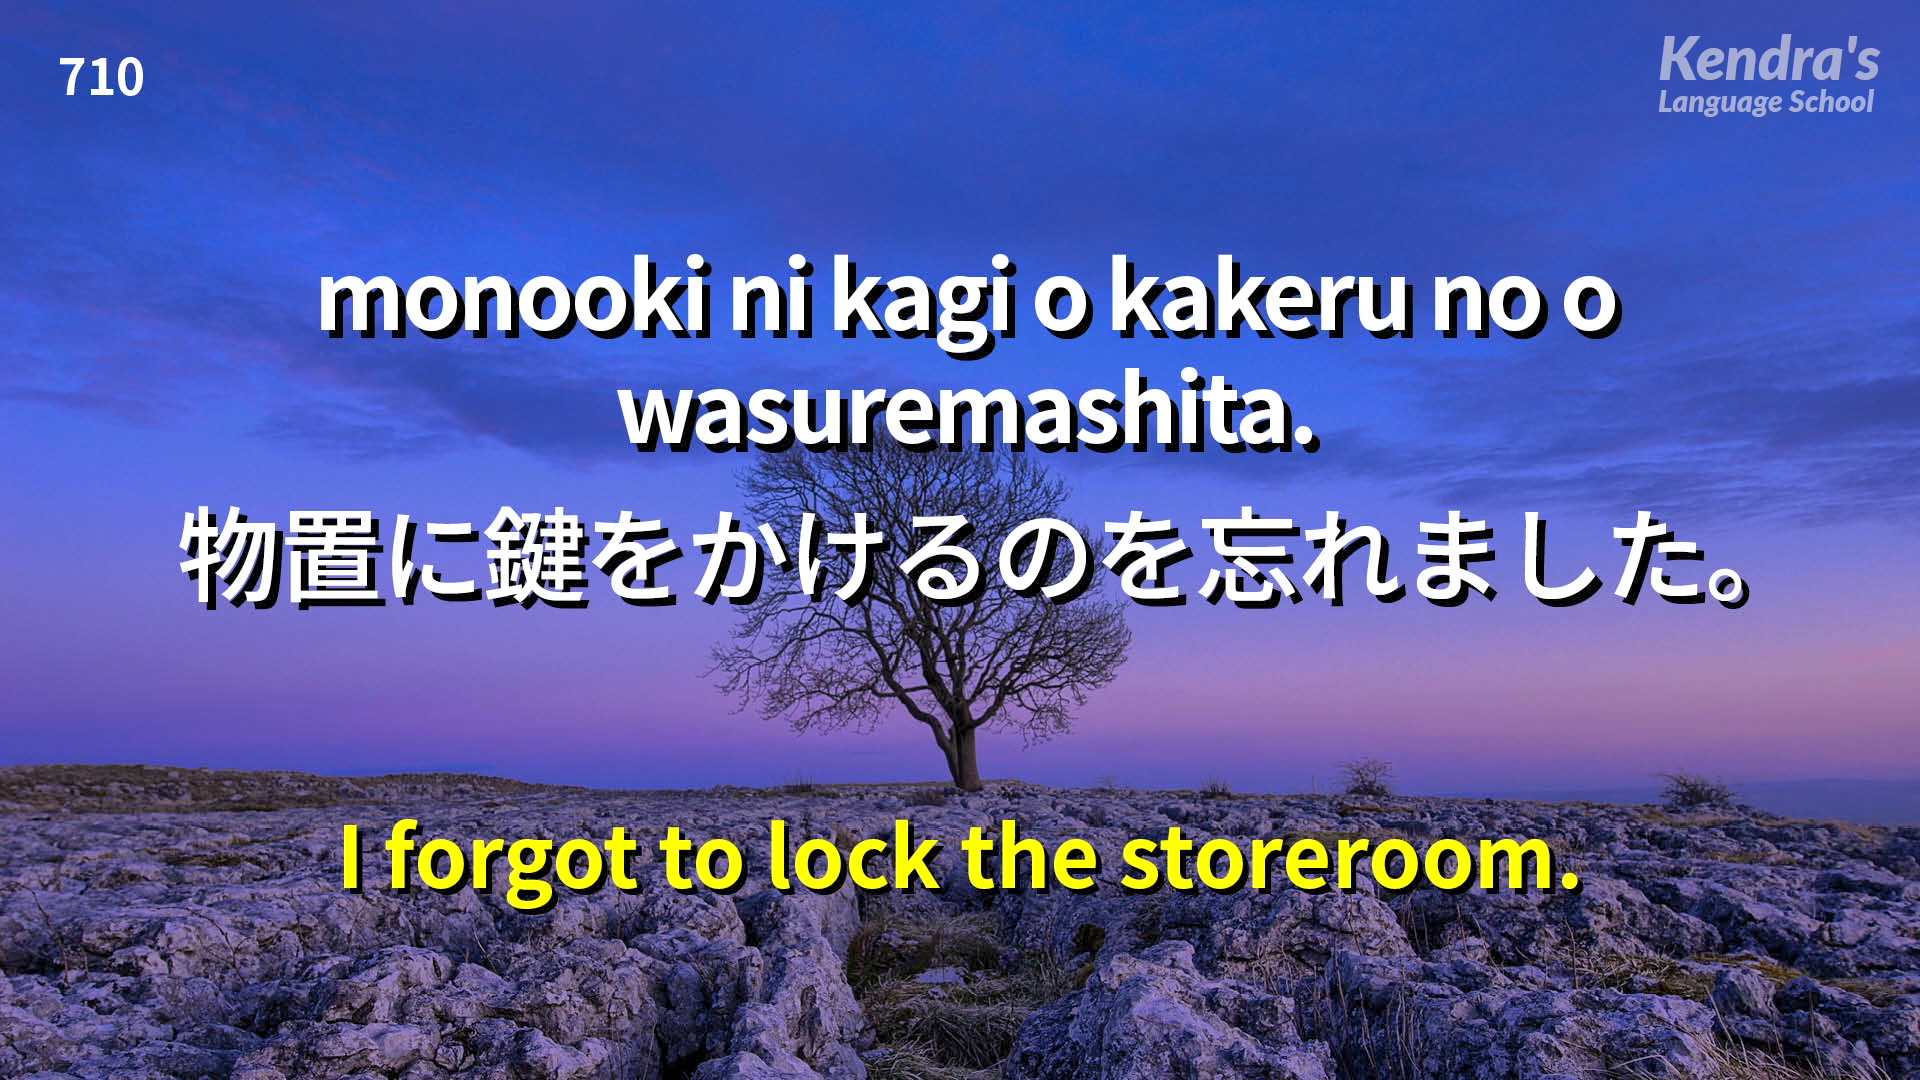 710
Kendra's
Language School
monooki ni kagi o kakeru no o
wasuremashita.
物置に鍵をかけるのを忘れました。
I forgot to lock the storeroom.